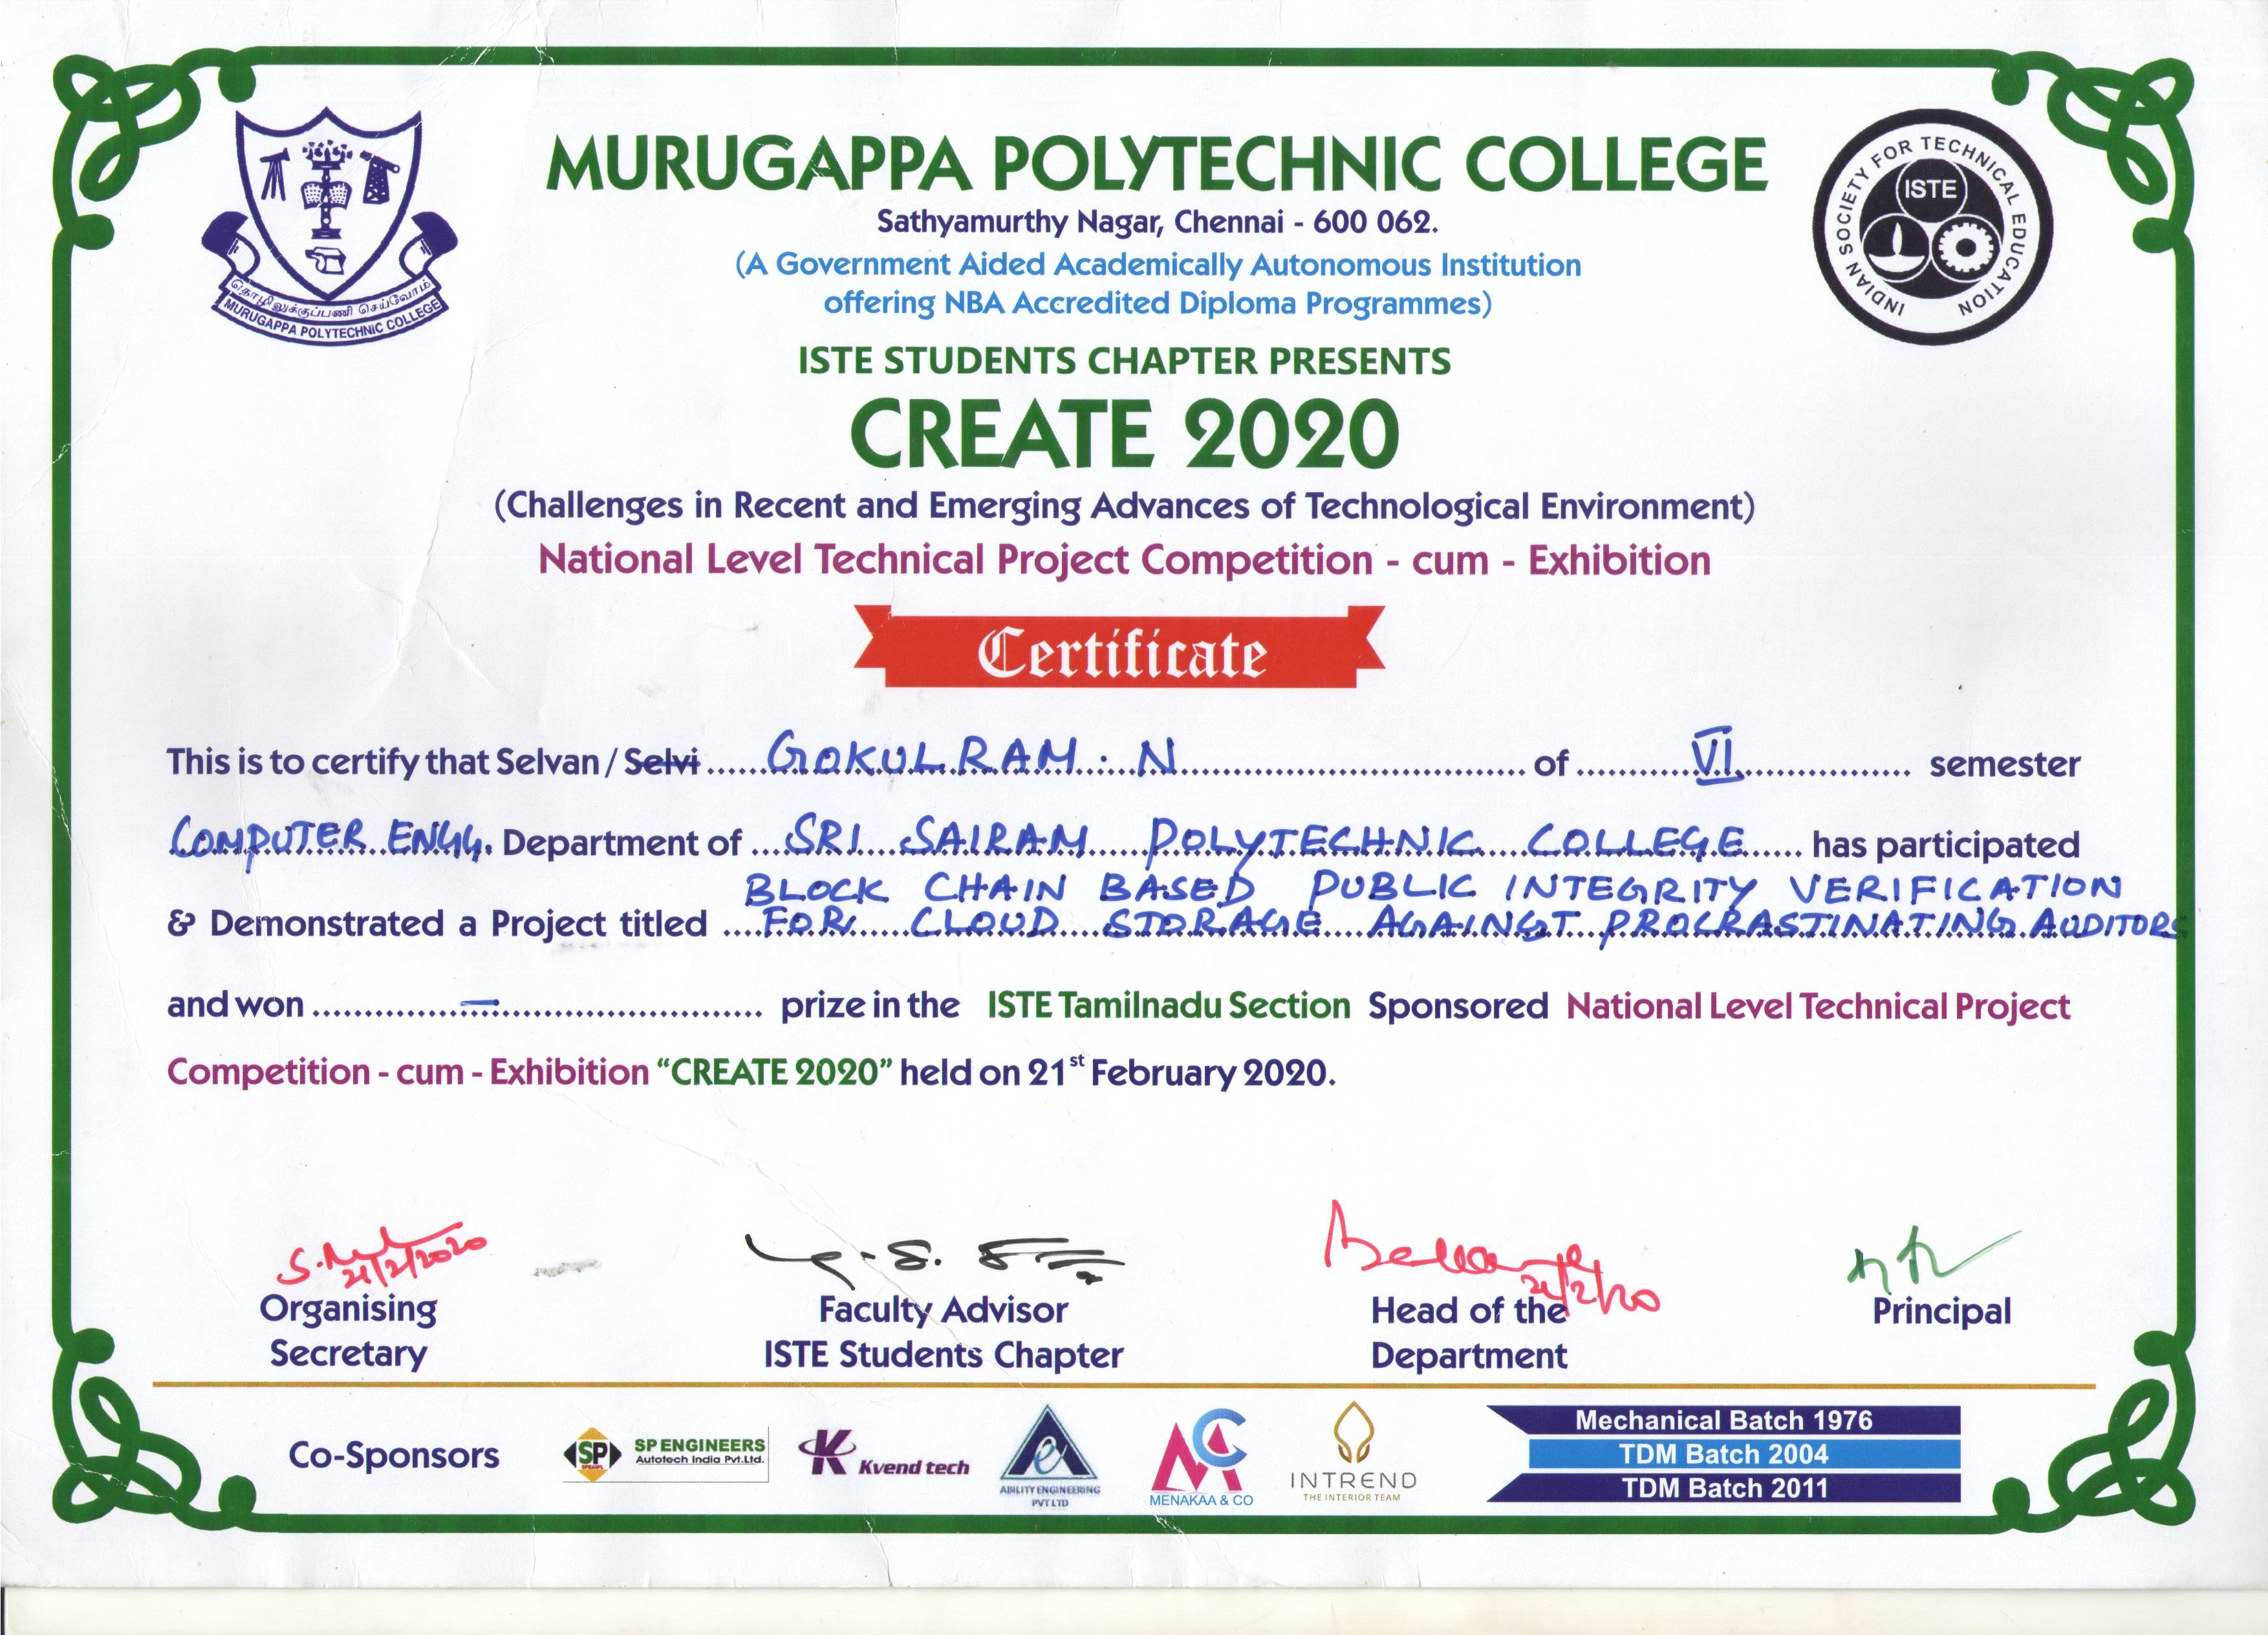 MURUGAPPA POLYTECHNIC COLLEGE
Sathyamurthy Nagar, Chennai - 600 062.
(A Government Aided Academically Autonomous Institution
offering NBA Accredited Diploma Programmes)
தொழிலுக்குப்பணி செய்வோம்
MURUGAPPA POLYTECHNIC COLLEGE
INDIAN SOCIETY FOR TECHNICAL EDUCATION
ISTE
ISTE STUDENTS CHAPTER PRESENTS
CREATE 2020
(Challenges in Recent and Emerging Advances of Technological Environment)
National Level Technical Project Competition - cum - Exhibition
Certificate
This is to certify that Selvan / Selvi GOKULRAM . N of VI semester
COMPUTER ENGG. Department of SRI SAIRAM POLYTECHNIC COLLEGE has participated
BLOCK CHAIN BASED PUBLIC INTEGRITY VERIFICATION
& Demonstrated a Project titled FOR CLOUD STORAGE AGAINST PROCRASTINATING AUDITORS
and won – prize in the ISTE Tamilnadu Section Sponsored National Level Technical Project
Competition - cum - Exhibition “CREATE 2020” held on 21st February 2020.
21/2/2020
21/2/20
Organising Faculty Advisor Head of the Principal
Secretary ISTE Students Chapter Department
Co-Sponsors
SP
SP ENGINEERS
Autotech India Pvt.Ltd.
K Kvend tech
ABILITY ENGINEERING
PVT LTD
MENAKAA & CO
INTREND
THE INTERIOR TEAM
Mechanical Batch 1976
TDM Batch 2004
TDM Batch 2011